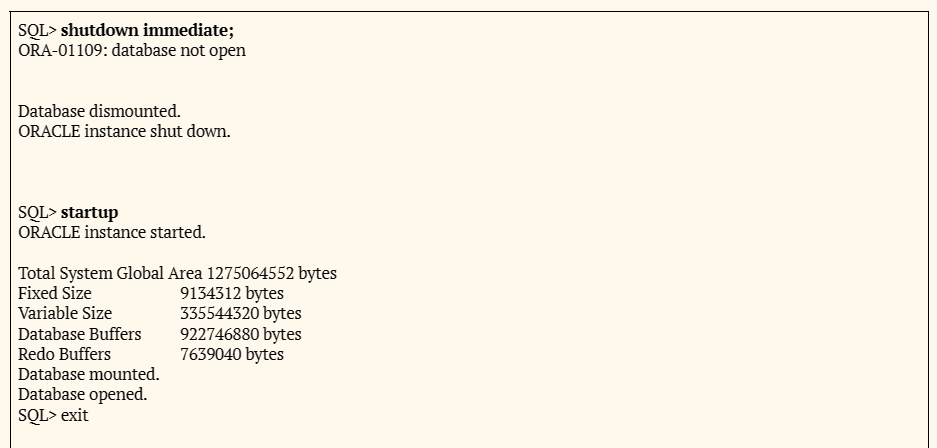 SQL> shutdown immediate;
ORA-01109: database not open
Database dismounted.
ORACLE instance shut down.
SQL> startup
ORACLE instance started.
Total System Global Area 1275064552 bytes
Fixed Size 9134312 bytes
Variable Size 335544320 bytes
Database Buffers 922746880 bytes
Redo Buffers 7639040 bytes
Database mounted.
Database opened.
SQL> exit